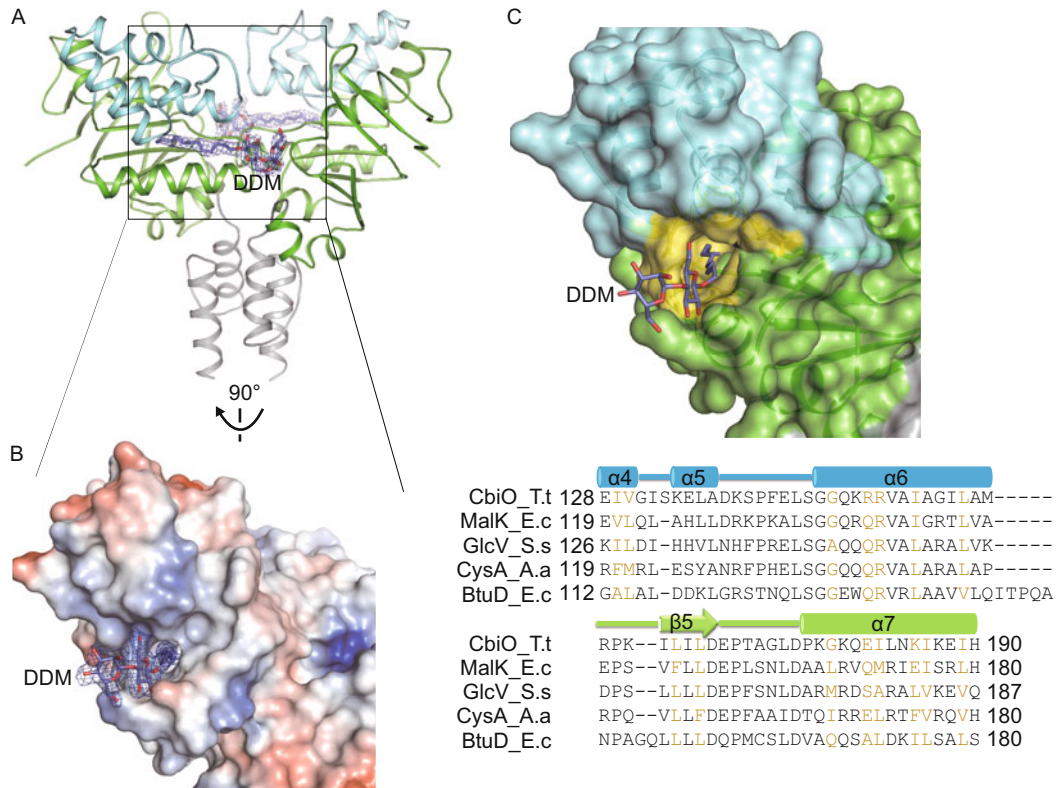 A
C
DDM
DDM
90°
B
DDM
α4 α5 α6
CbiO_T.t 128 EIVGISKELADKSPFELSGGQKRRVAIAGILAM-----
MalK_E.c 119 EVLQL-AHLLDRKPKALSGGQRQRVAIGRTLVA-----
GlcV_S.s 126 KILDI-HHVLNHFPRELSGAQQQRVALARALVK-----
CysA_A.a 119 RFMRL-ESYANRFPHELSGGQQQRVALARALAP-----
BtuD_E.c 112 GALAL-DDKLGRSTNQLSGGEWQRVRLAAVVLQITPQA
β5 α7
CbiO_T.t RPK--ILILDEPTAGLDPKGKQEILNKIKEIH 190
MalK_E.c EPS--VFLLDEPLSNLDAALRVQMRIEISRLH 180
GlcV_S.s DPS--LLLLDEPFSNLDARMRDSARALVKEVQ 187
CysA_A.a RPQ--VLLFDEPFAAIDTQIRRELRTFVRQVH 180
BtuD_E.c NPAGQLLLLDQPMCSLDVAQQSALDKILSALS 180